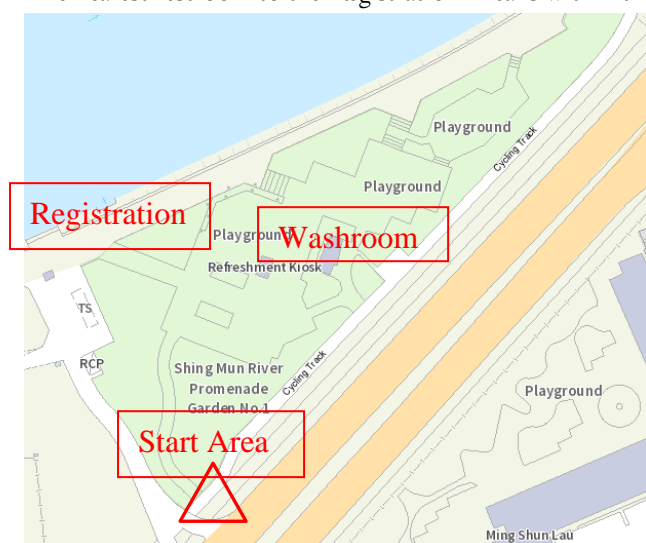 Playground
Cycling Track
Playground
Registration
Playground
Washroom
Refreshment Kiosk
TS
RCP
Shing Mun River
Promenade
Garden No.1
Cycling Track
Playground
Start Area
Ming Shun Lau